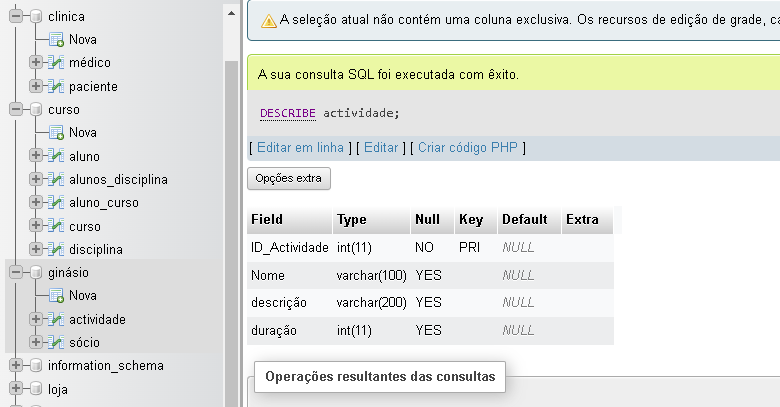 clinica
Nova
médico
paciente
curso
Nova
aluno
alunos_disciplina
aluno_curso
curso
disciplina
ginásio
Nova
actividade
sócio
information_schema
loja
A seleção atual não contém uma coluna exclusiva. Os recursos de edição de grade,
A sua consulta SQL foi executada com êxito.
DESCRIBE actividade;
[ Editar em linha ] [ Editar ] [ Criar código PHP ]
Opções extra
Field Type Null Key Default Extra
ID_Actividade int(11) NO PRI NULL
Nome varchar(100) YES NULL
descrição varchar(200) YES NULL
duração int(11) YES NULL
Operações resultantes das consultas